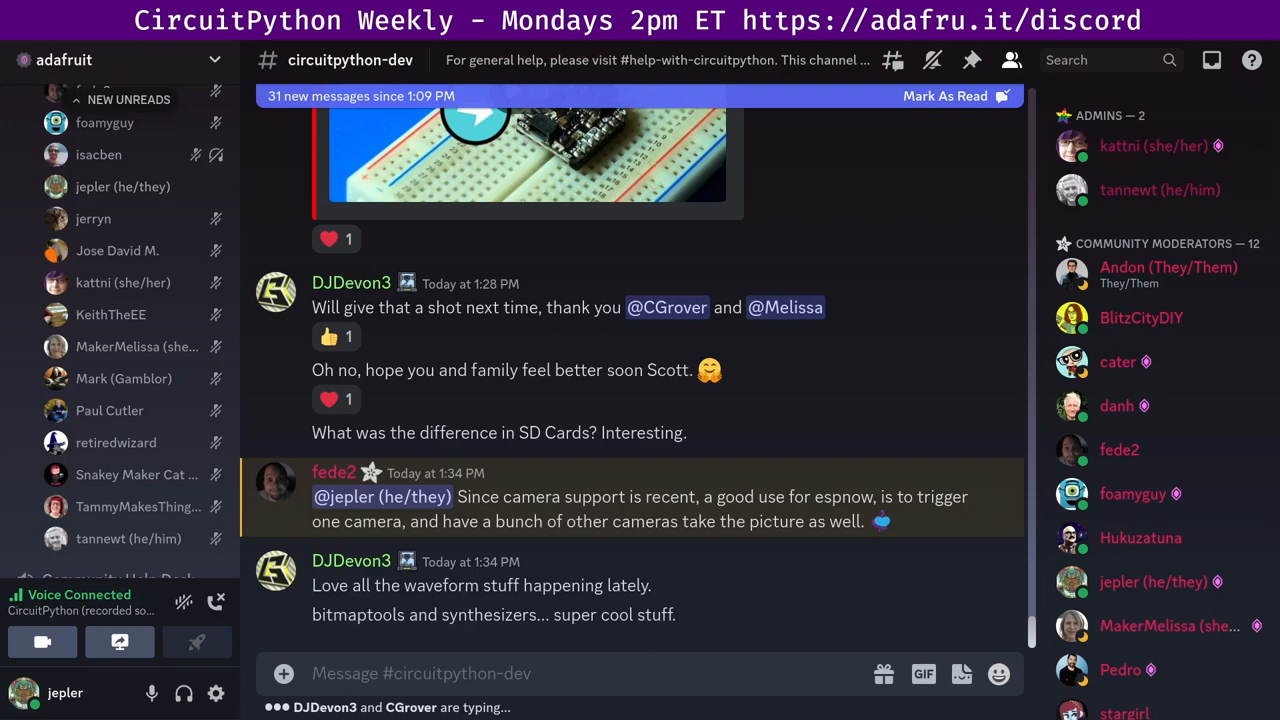 CircuitPython Weekly - Mondays 2pm ET https://adafru.it/discord
adafruit
NEW UNREADS
foamyguy
isacben
jepler (he/they)
jerryn
Jose David M.
kattni (she/her)
KeithTheEE
MakerMelissa (she...
Mark (Gamblor)
Paul Cutler
retiredwizard
Snakey Maker Cat ...
TammyMakesThing...
tannewt (he/him)
Community Help Desk
Voice Connected
CircuitPython (recorded so...
jepler
circuitpython-dev
For general help, please visit #help-with-circuitpython. This channel ...
Search
31 new messages since 1:09 PM
Mark As Read
1
DJDevon3 Today at 1:28 PM
Will give that a shot next time, thank you @CGrover and @Melissa
1
Oh no, hope you and family feel better soon Scott.
1
What was the difference in SD Cards? Interesting.
fede2 Today at 1:34 PM
@jepler (he/they) Since camera support is recent, a good use for espnow, is to trigger
one camera, and have a bunch of other cameras take the picture as well.
DJDevon3 Today at 1:34 PM
Love all the waveform stuff happening lately.
bitmaptools and synthesizers... super cool stuff.
Message #circuitpython-dev
GIF
DJDevon3 and CGrover are typing...
ADMINS — 2
kattni (she/her)
tannewt (he/him)
COMMUNITY MODERATORS — 12
Andon (They/Them)
They/Them
BlitzCityDIY
cater
danh
fede2
foamyguy
Hukuzatuna
jepler (he/they)
MakerMelissa (she...
Pedro
stargirl